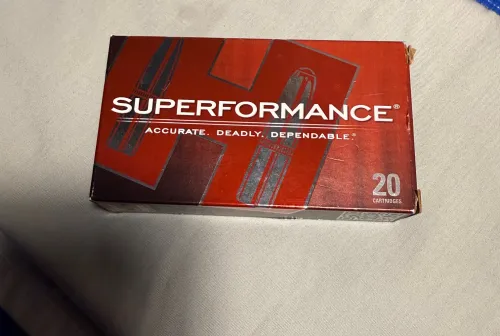 SUPERFORMANCE®
ACCURATE. DEADLY. DEPENDABLE.®
20
CARTRIDGES